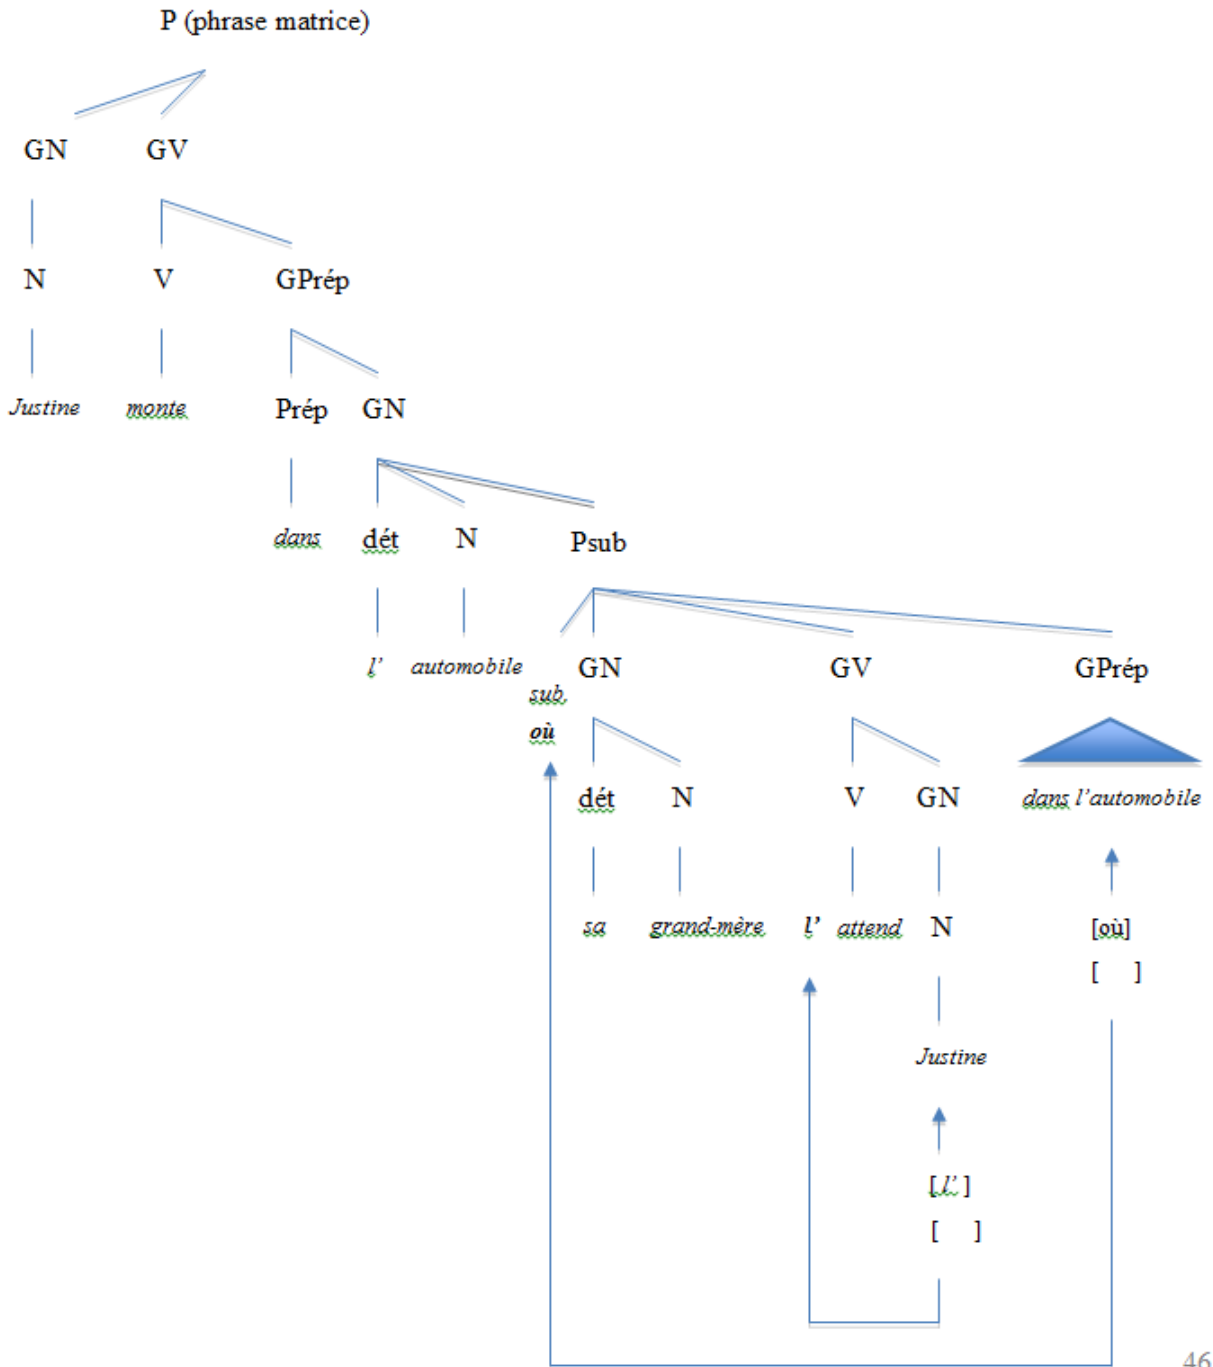 P (phrase matrice)
GN GV
N V GPrép
Justine monte Prép GN
dans dét N Psub
l' automobile GN GV GPrép
sub.
où
dét N V GN dans l'automobile
sa grand-mère l' attend N [où]
[ ]
Justine
[ l' ]
[ ]
46